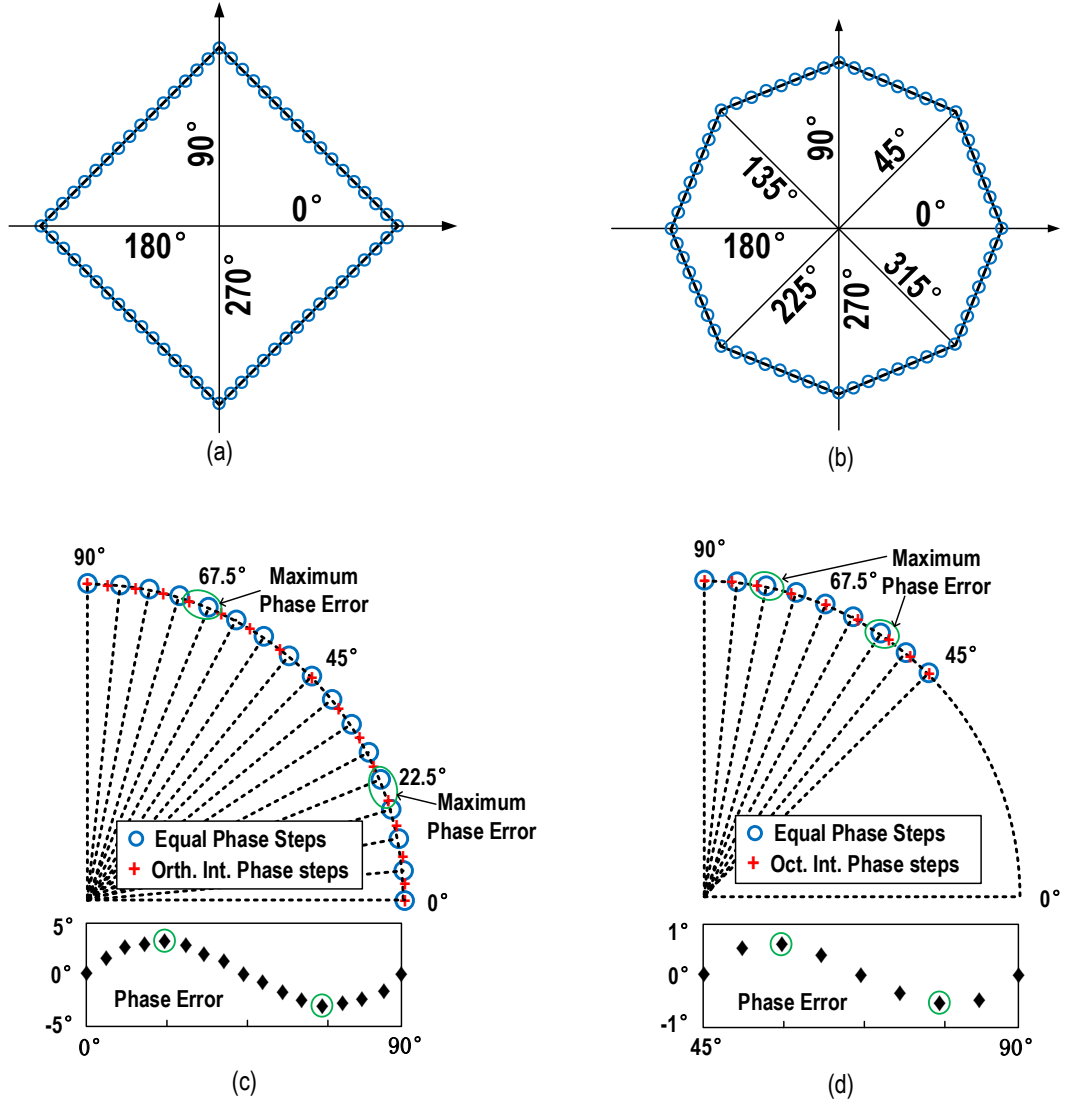 90°
0°
180°
270°
(a)
90°
45°
135°
0°
180°
315°
225°
270°
(b)
90°
67.5°
Maximum
Phase Error
45°
22.5°
Maximum
Phase Error
Equal Phase Steps
Orth. Int. Phase steps
0°
5°
0°
Phase Error
-5°
0°
90°
(c)
90°
Maximum
Phase Error
67.5°
45°
Equal Phase Steps
Oct. Int. Phase steps
0°
1°
0°
Phase Error
-1°
45°
90°
(d)